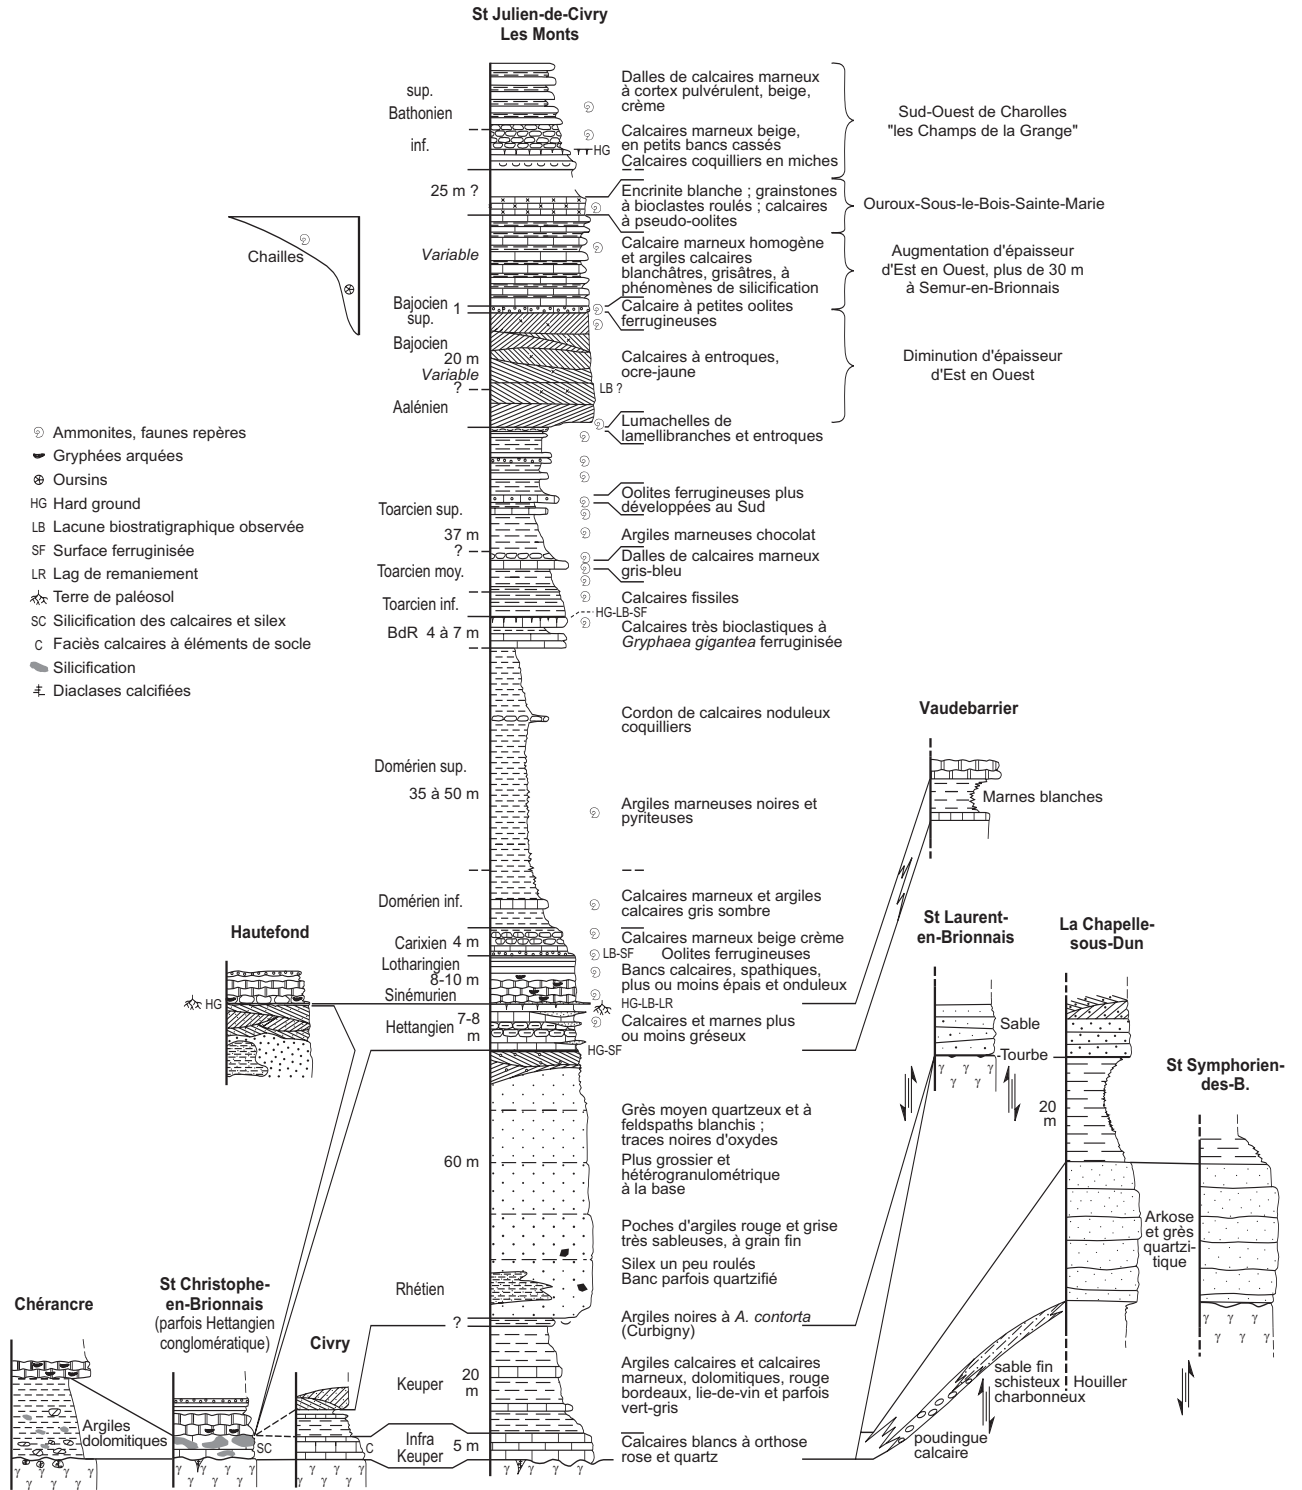 St Julien-de-Civry
Les Monts
sup.
Bathonien
inf.
25 m ?
Variable
Bajocien 1
sup.
Bajocien
20 m
Variable
?
Aalénien
Toarcien sup.
37 m
?
Toarcien moy.
Toarcien inf.
BdR 4 à 7 m
Domérien sup.
35 à 50 m
Domérien inf.
Carixien 4 m
Lotharingien
8-10 m
Sinémurien
Hettangien 7-8
m
60 m
Rhétien
?
Keuper 20
m
Infra
Keuper 5 m
HG
LB ?
HG-LB-SF
LB-SF
HG-LB-LR
HG-SF
Dalles de calcaires marneux
à cortex pulvérulent, beige,
crème
Calcaires marneux beige,
en petits bancs cassés
Calcaires coquilliers en miches
Encrinite blanche ; grainstones
à bioclastes roulés ; calcaires
à pseudo-oolites
Calcaire marneux homogène
et argiles calcaires
blanchâtres, grisâtres, à
phénomènes de silicification
Calcaire à petites oolites
ferrugineuses
Calcaires à entroques,
ocre-jaune
Lumachelles de
lamellibranches et entroques
Oolites ferrugineuses plus
développées au Sud
Argiles marneuses chocolat
Dalles de calcaires marneux
gris-bleu
Calcaires fissiles
Calcaires très bioclastiques à
Gryphaea gigantea ferruginisée
Cordon de calcaires noduleux
coquilliers
Argiles marneuses noires et
pyriteuses
Calcaires marneux et argiles
calcaires gris sombre
Calcaires marneux beige crème
Oolites ferrugineuses
Bancs calcaires, spathiques,
plus ou moins épais et onduleux
Calcaires et marnes plus
ou moins gréseux
Grès moyen quartzeux et à
feldspaths blanchis ;
traces noires d'oxydes
Plus grossier et
hétérogranulométrique
à la base
Poches d'argiles rouge et grise
très sableuses, à grain fin
Silex un peu roulés
Banc parfois quartzifié
Argiles noires à A. contorta
(Curbigny)
Argiles calcaires et calcaires
marneux, dolomitiques, rouge
bordeaux, lie-de-vin et parfois
vert-gris
Calcaires blancs à orthose
rose et quartz
Sud-Ouest de Charolles
"les Champs de la Grange"
Ouroux-Sous-le-Bois-Sainte-Marie
Augmentation d'épaisseur
d'Est en Ouest, plus de 30 m
à Semur-en-Brionnais
Diminution d'épaisseur
d'Est en Ouest
Chailles
Ammonites, faunes repères
Gryphées arquées
Oursins
HG Hard ground
LB Lacune biostratigraphique observée
SF Surface ferruginisée
LR Lag de remaniement
Terre de paléosol
SC Silicification des calcaires et silex
C Faciès calcaires à éléments de socle
Silicification
Diaclases calcifiées
Hautefond
HG
Chérancre
Argiles
dolomitiques
γ γ γ γ
γ γ γ
St Christophe-
en-Brionnais
(parfois Hettangien
conglomératique)
SC
γ γ γ γ
γ γ γ
Civry
C
γ γ γ γ
γ γ γ
γ γ γ γ
γ γ γ
Vaudebarrier
Marnes blanches
St Laurent-
en-Brionnais
Sable
Tourbe
γ γ γ γ
γ γ γ
La Chapelle-
sous-Dun
20
m
Arkose
et grès
quartzi-
tique
sable fin
schisteux
charbonneux
Houiller
poudingue
calcaire
St Symphorien-
des-B.
γ γ γ γ
γ γ γ